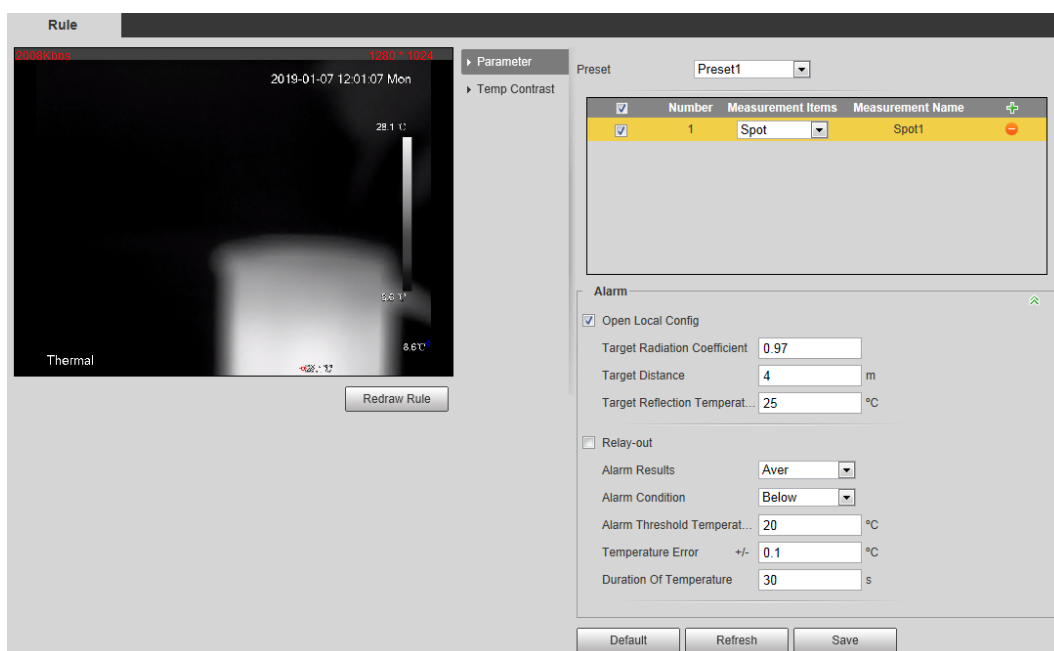 Rule
2008Kbps 1280 * 1024
2019-01-07 12:01:07 Mon
28.1 ℃
8.6℃
Thermal
Redraw Rule
Parameter
Temp Contrast
Preset Preset1
Number Measurement Items Measurement Name
1 Spot Spot1
Alarm
Open Local Config
Target Radiation Coefficient 0.97
Target Distance 4 m
Target Reflection Temperat... 25 °C
Relay-out
Alarm Results Aver
Alarm Condition Below
Alarm Threshold Temperat... 20 °C
Temperature Error +/- 0.1 °C
Duration Of Temperature 30 s
Default Refresh Save